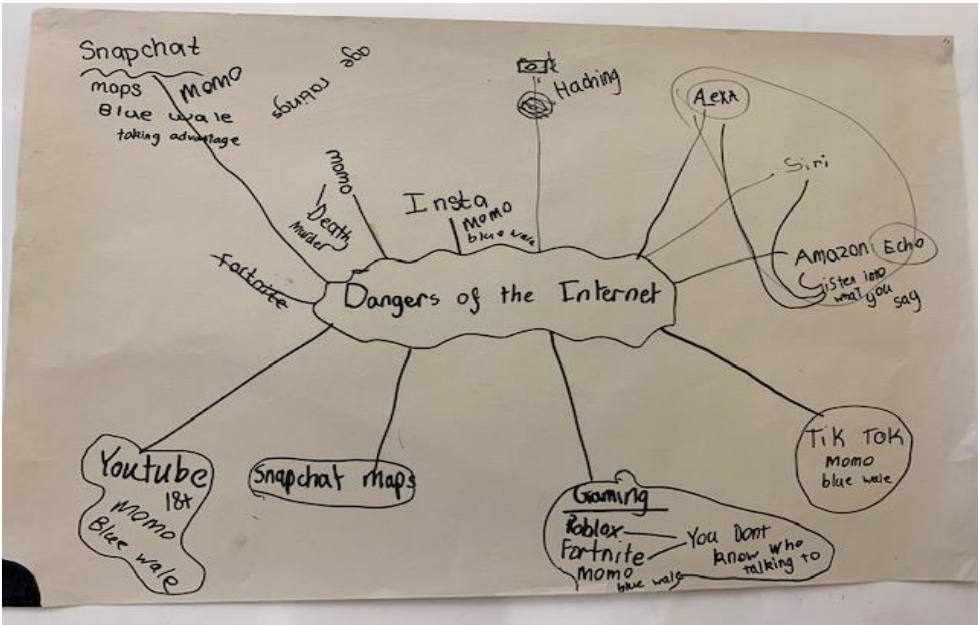 Snapchat
maps momo
Blue wale
taking advantage
age
ratings
momo
Death
Murder
Insta
momo
blue wale
Hacking
Alexa
Siri
Amazon Echo
Listen into
what you
say
Fortnite
Dangers of the Internet
Youtube
18+
momo
Blue wale
Snapchat maps
Gaming
Roblox
Fortnite
momo
blue wale
You Dont
know who
talking to
Tik Tok
momo
blue wale